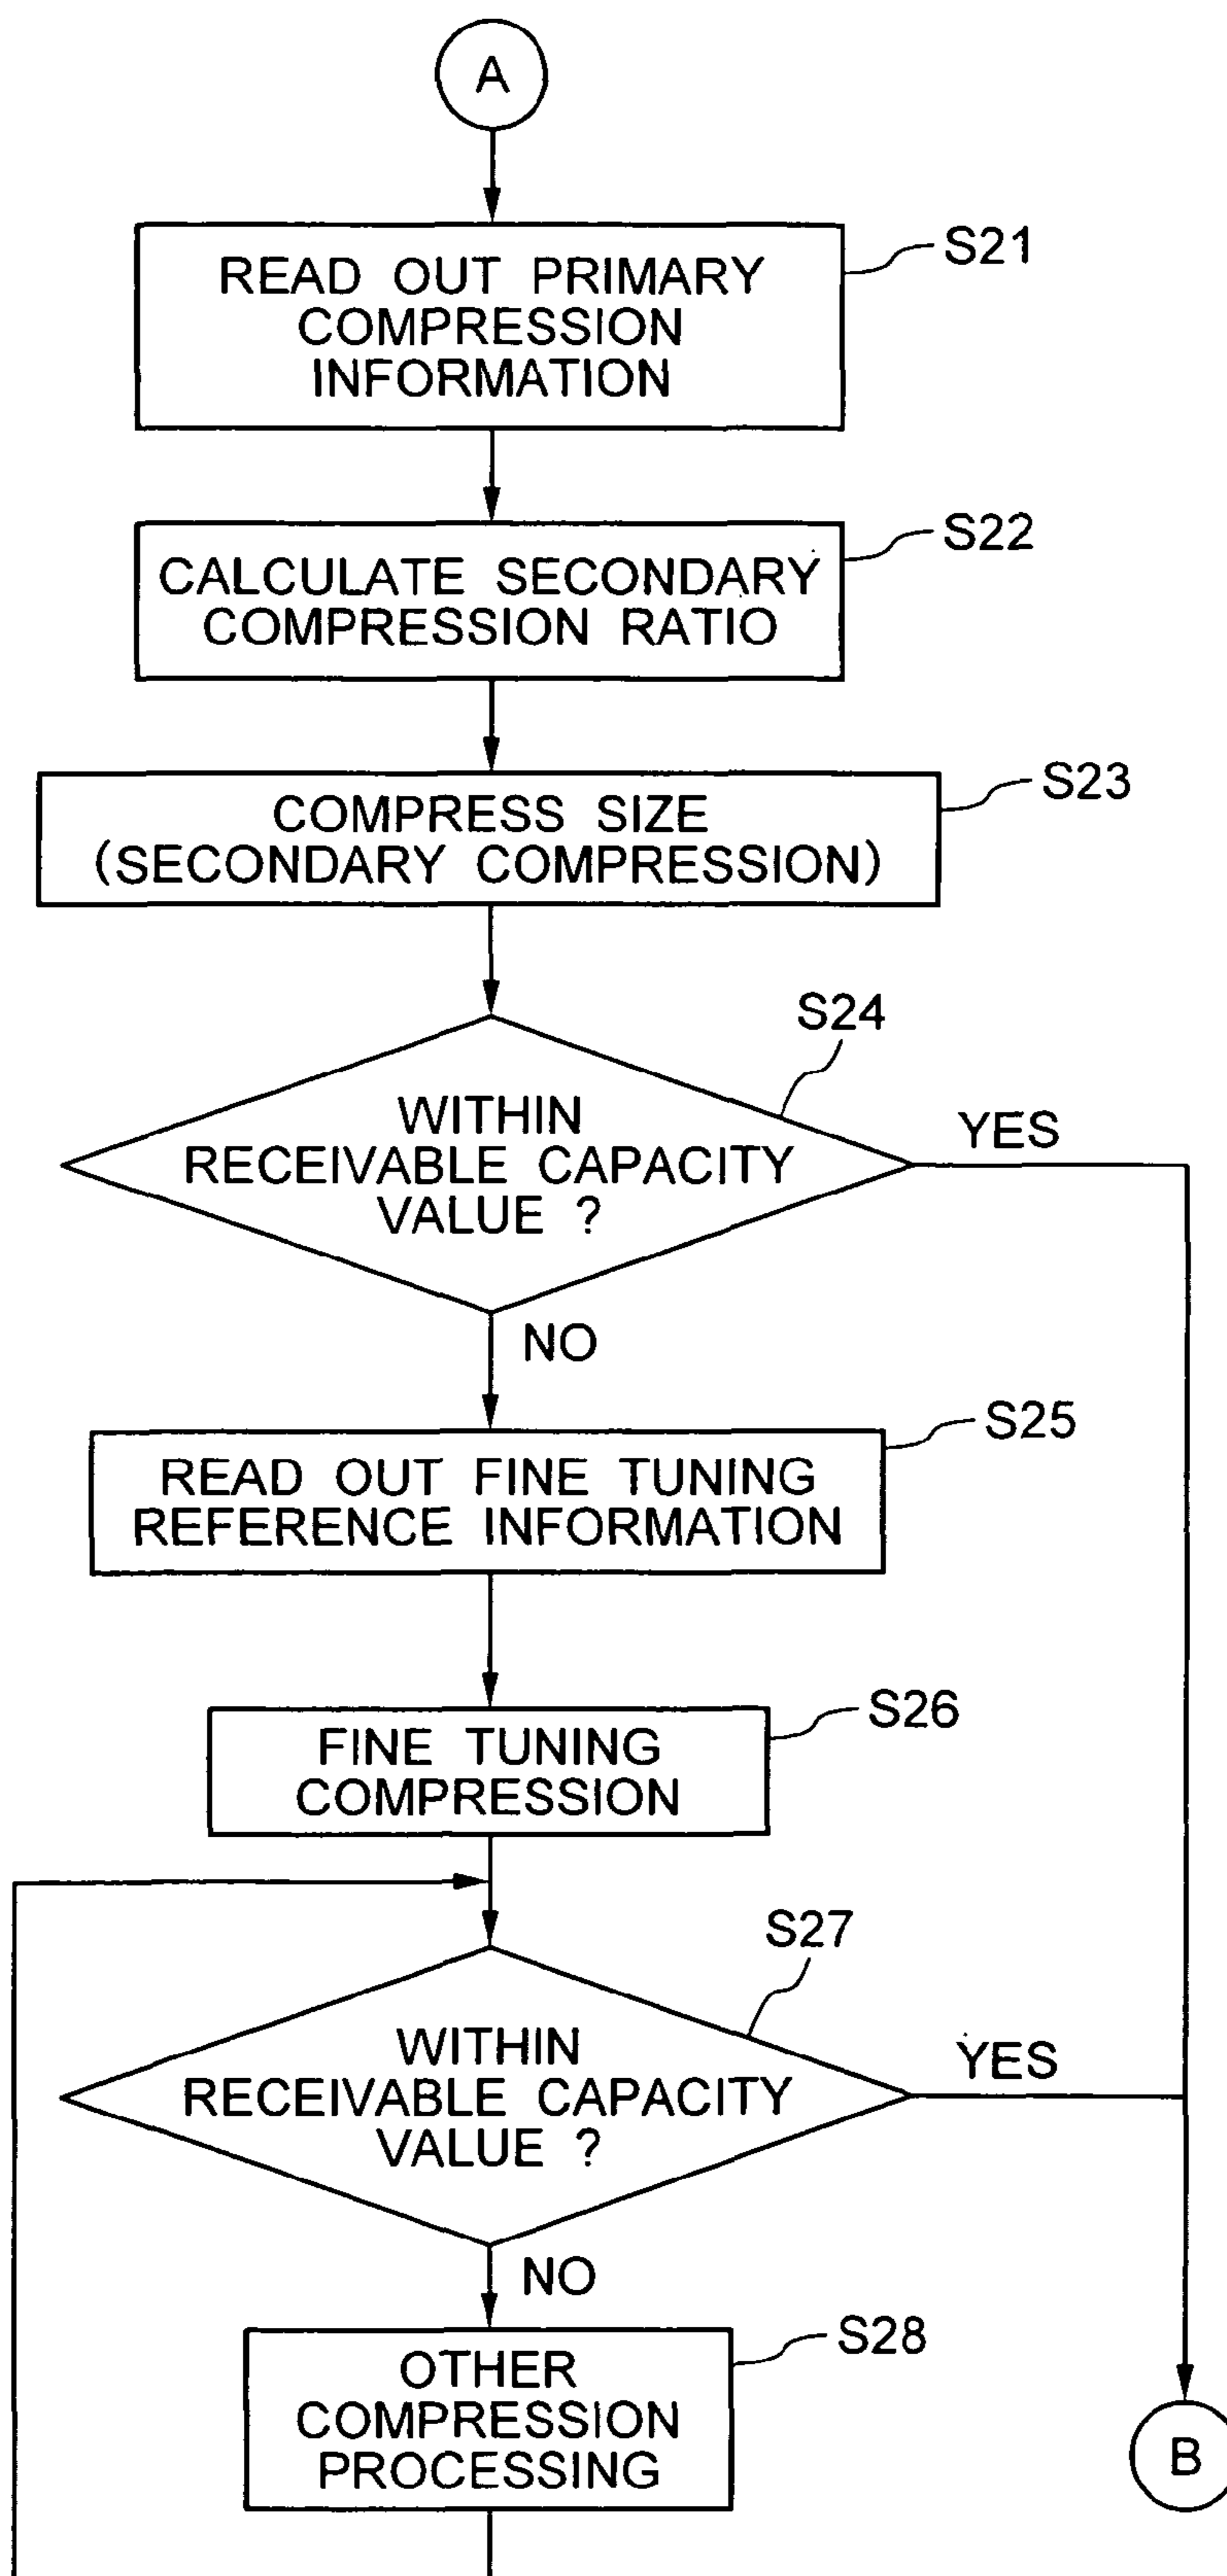 A
READ OUT PRIMARY
COMPRESSION
INFORMATION
S21
CALCULATE SECONDARY
COMPRESSION RATIO
S22
COMPRESS SIZE
(SECONDARY COMPRESSION)
S23
S24
WITHIN
RECEIVABLE CAPACITY
VALUE ?
YES
NO
READ OUT FINE TUNING
REFERENCE INFORMATION
S25
FINE TUNING
COMPRESSION
S26
S27
WITHIN
RECEIVABLE CAPACITY
VALUE ?
YES
NO
OTHER
COMPRESSION
PROCESSING
S28
B